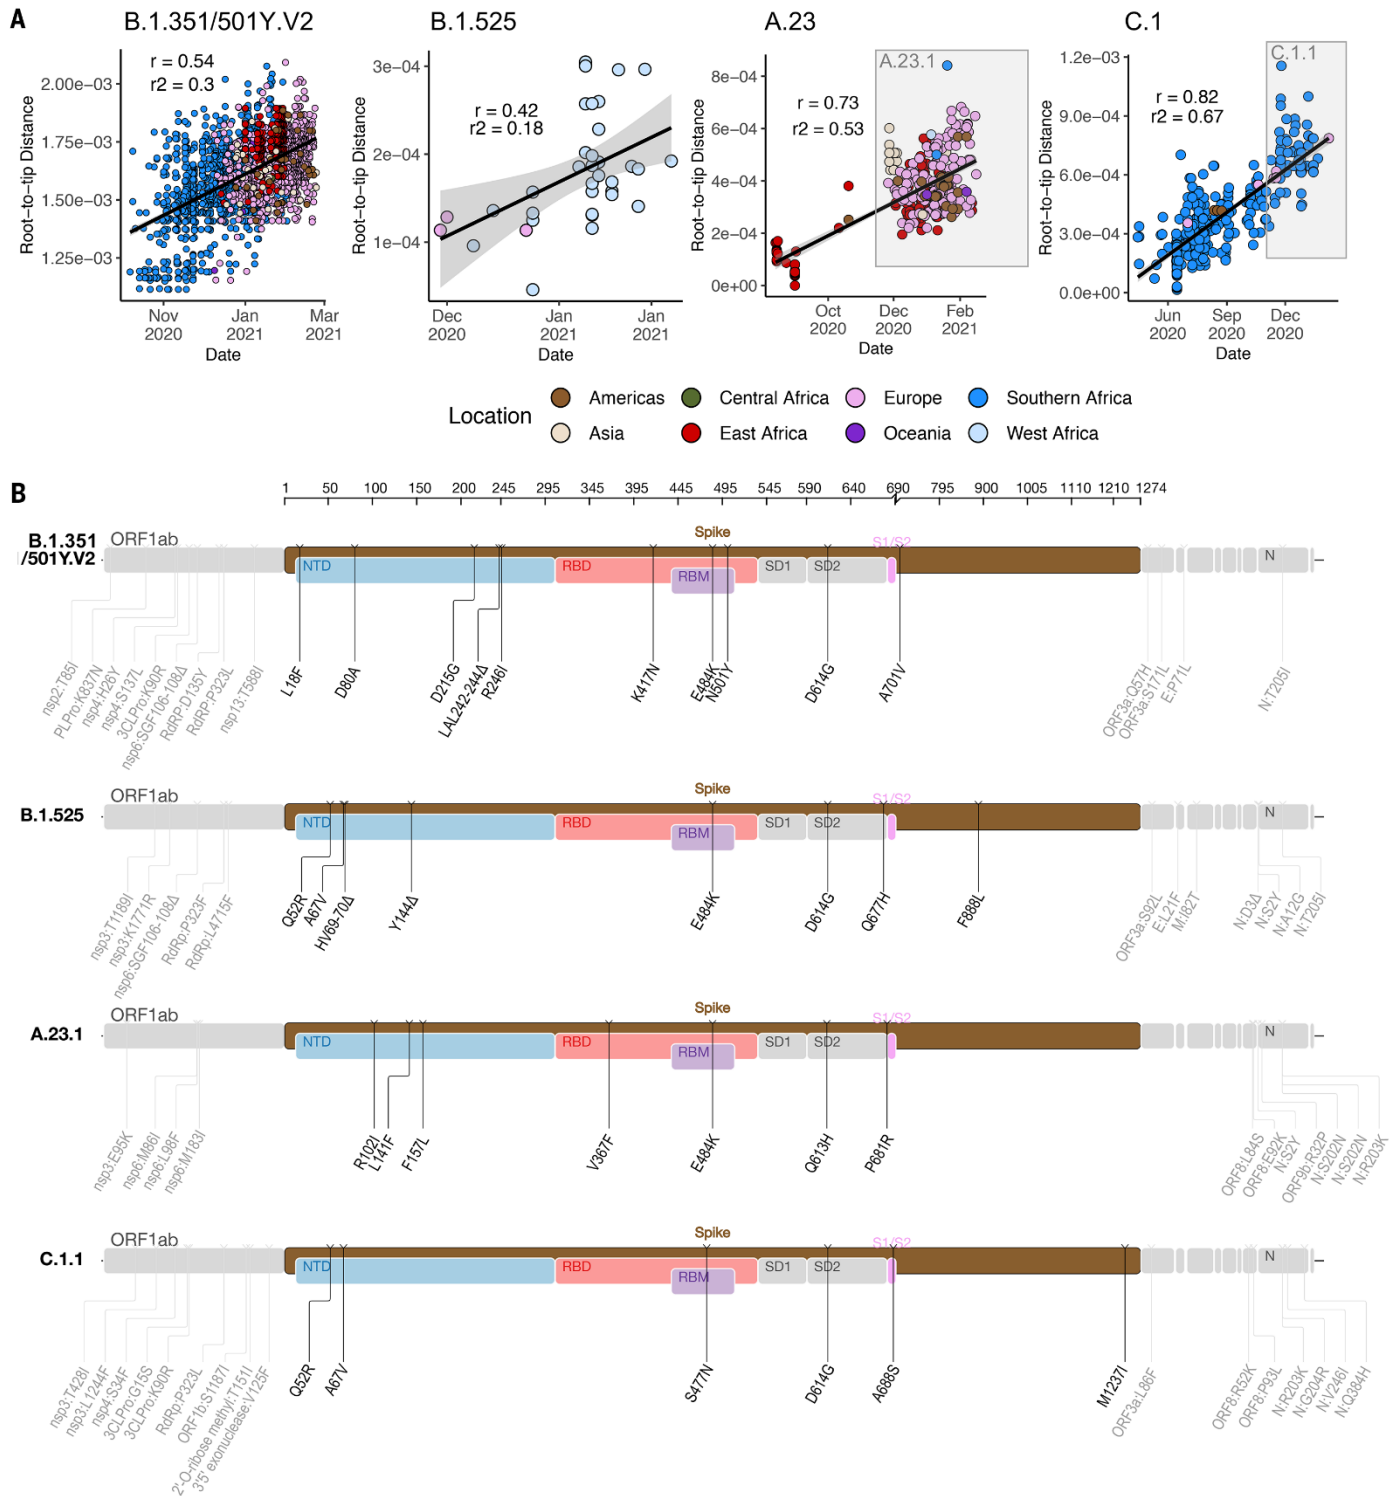 A
B.1.351/501Y.V2
B.1.525
A.23
C.1
r = 0.54
r2 = 0.3
2.00e−03
1.75e−03
1.50e−03
1.25e−03
Root−to−tip Distance
Nov 2020
Jan 2021
Mar 2021
Date
r = 0.42
r2 = 0.18
3e−04
2e−04
1e−04
Root−to−tip Distance
Dec 2020
Jan 2021
Jan 2021
Date
A.23.1
r = 0.73
r2 = 0.53
8e−04
6e−04
4e−04
2e−04
0e+00
Root−to−tip Distance
Oct 2020
Dec 2020
Feb 2021
Date
C.1.1
r = 0.82
r2 = 0.67
1.2e−03
9.0e−04
6.0e−04
3.0e−04
0.0e+00
Root−to−tip Distance
Jun 2020
Sep 2020
Dec 2020
Date
Location
Americas
Central Africa
Europe
Southern Africa
Asia
East Africa
Oceania
West Africa
B
1 50 100 150 200 245 295 345 395 445 495 545 590 640 690 795 900 1005 1110 1210 1274
B.1.351
/501Y.V2
ORF1ab
Spike
S1/S2
NTD
RBD
RBM
SD1
SD2
N
nsp2:T85I
PLPro:K837N
nsp4:H26Y
nsp4:S137L
3CLPro:K90R
nsp6:SGF106-108Δ
RdRP:D135Y
RdRP:P323L
nsp13:T588I
L18F
D80A
D215G
LAL242-244Δ
R246I
K417N
E484K
N501Y
D614G
A701V
ORF3a:Q57H
ORF3a:S171L
E:P71L
N:T205I
B.1.525
ORF1ab
Spike
S1/S2
NTD
RBD
RBM
SD1
SD2
N
nsp3:T1189I
nsp3:K1771R
nsp6:SGF106-108Δ
RdRp:P323F
RdRp:L4715F
Q52R
A67V
HV69-70Δ
Y144Δ
E484K
D614G
Q677H
F888L
ORF3a:S92L
E:L21F
M:I82T
N:D3Δ
N:S2Y
N:A12G
N:T205I
A.23.1
ORF1ab
Spike
S1/S2
NTD
RBD
RBM
SD1
SD2
N
nsp3:E95K
nsp6:M86I
nsp6:L98F
nsp6:M183I
R102I
L141F
F157L
V367F
E484K
Q613H
P681R
ORF8:L84S
ORF8:E92K
N:S2Y
ORF9b:R32P
N:S202N
N:S202N
N:R203K
C.1.1
ORF1ab
Spike
S1/S2
NTD
RBD
RBM
SD1
SD2
N
nsp3:T428I
nsp3:L1244F
nsp4:S34F
3CLPro:G15S
3CLPro:K90R
RdRp:P323L
ORF1b:S1187I
2'-O-ribose methyl:T151I
3'5' exonuclease:V125F
Q52R
A67V
S477N
D614G
A688S
M1237I
ORF3a:L86F
ORF8:R52K
ORF8:P93L
N:R203K
N:G204R
N:V246I
N:Q384H